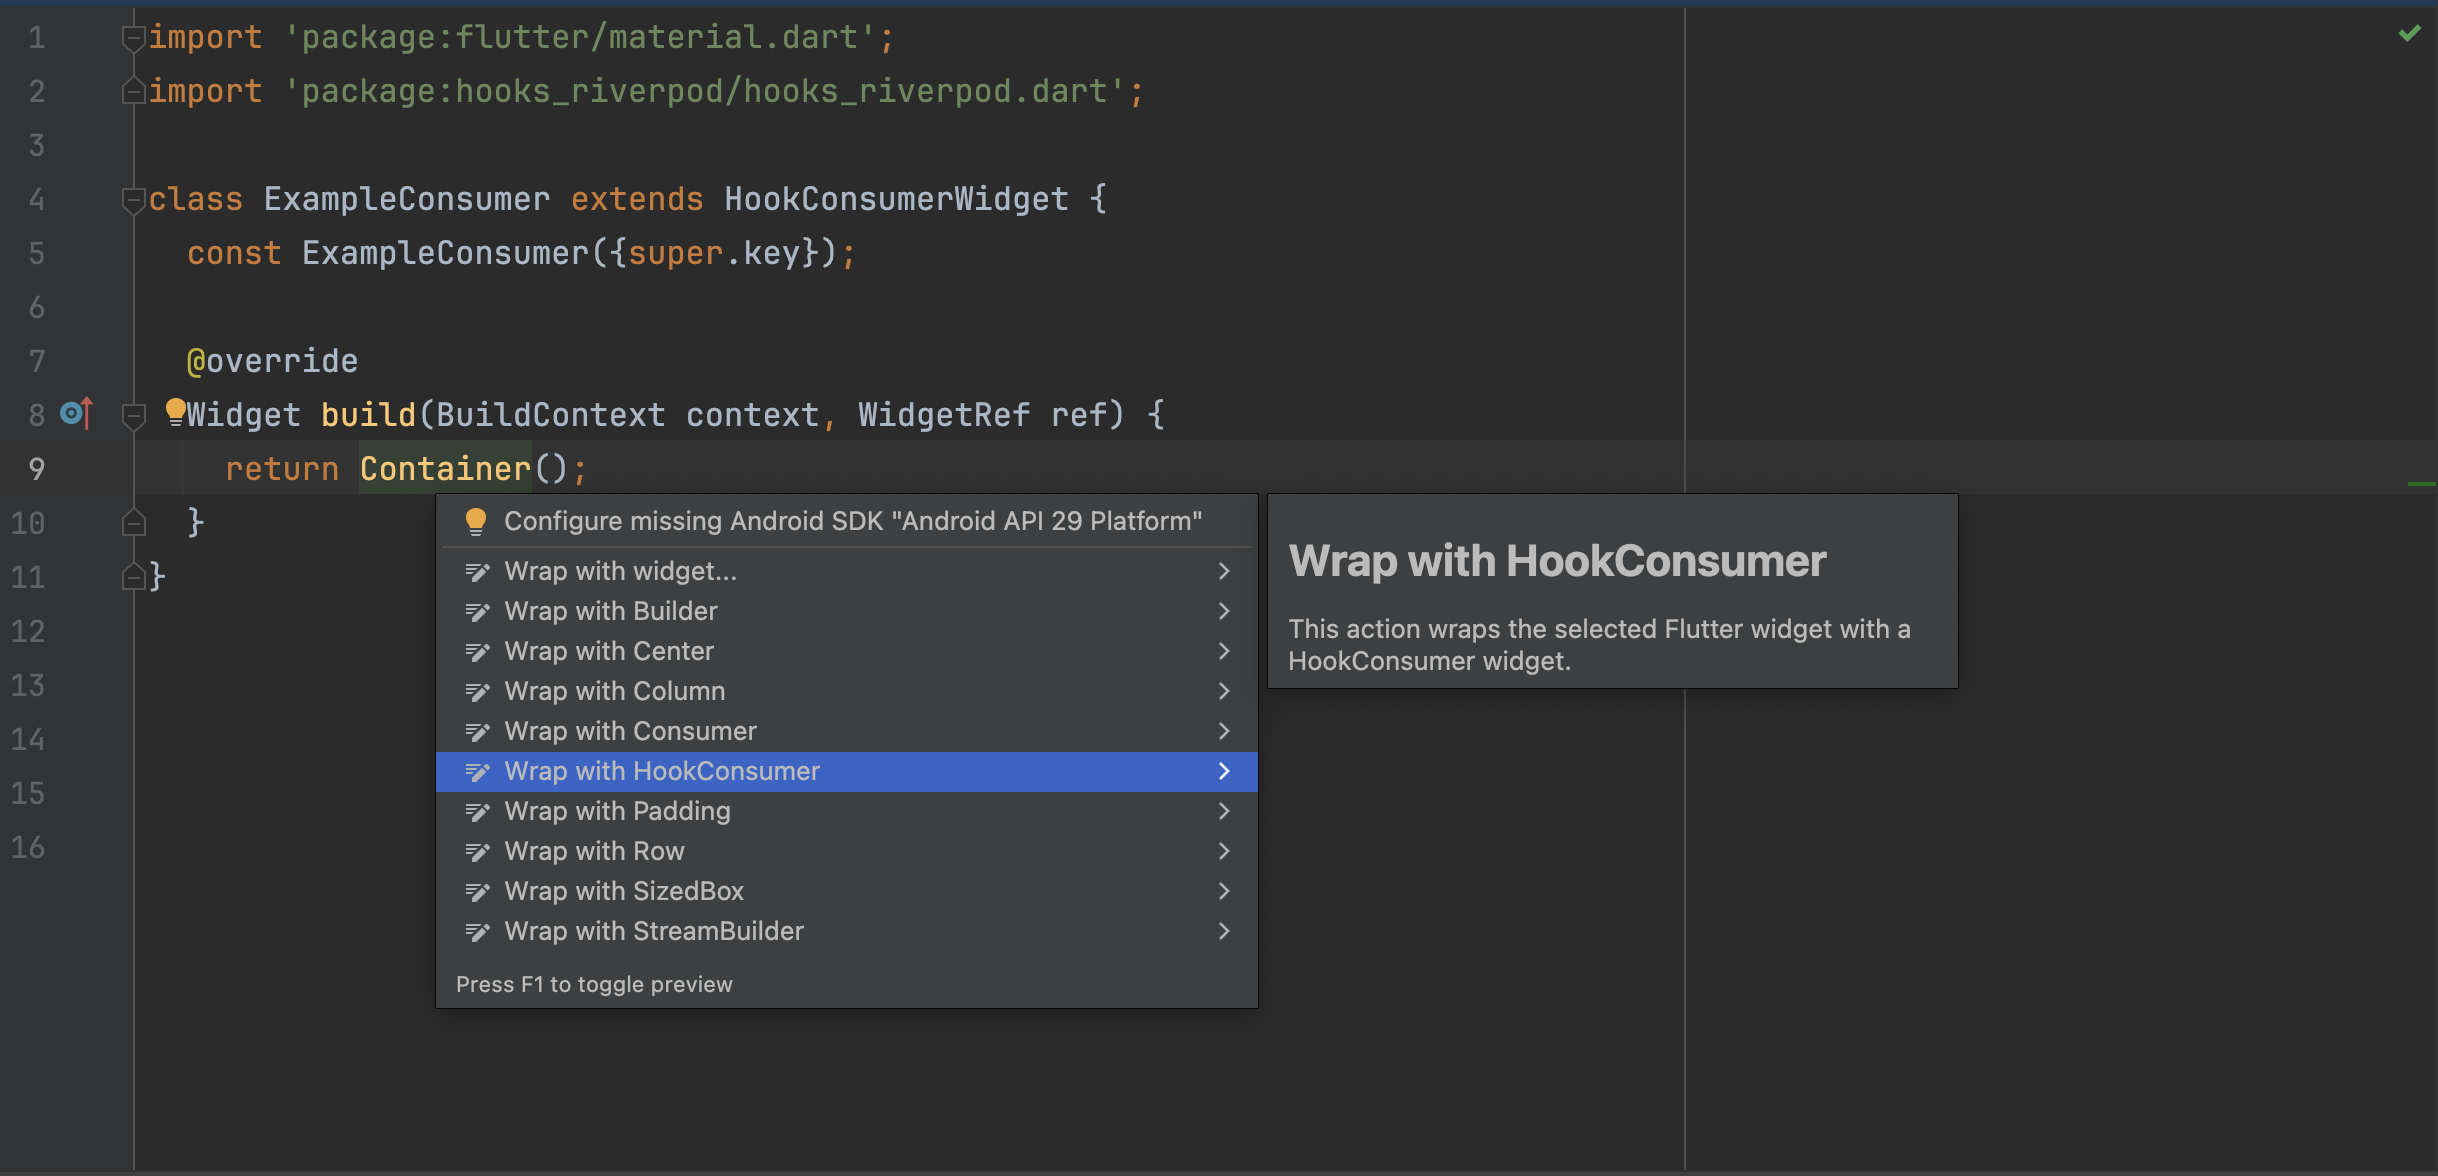 1 import 'package:flutter/material.dart';
2 import 'package:hooks_riverpod/hooks_riverpod.dart';
3
4 class ExampleConsumer extends HookConsumerWidget {
5 const ExampleConsumer({super.key});
6
7 @override
8 Widget build(BuildContext context, WidgetRef ref) {
9 return Container();
10 }
11 }
12
13
14
15
16
Configure missing Android SDK "Android API 29 Platform"
Wrap with widget...
Wrap with Builder
Wrap with Center
Wrap with Column
Wrap with Consumer
Wrap with HookConsumer
Wrap with Padding
Wrap with Row
Wrap with SizedBox
Wrap with StreamBuilder
Press F1 to toggle preview
Wrap with HookConsumer
This action wraps the selected Flutter widget with a
HookConsumer widget.